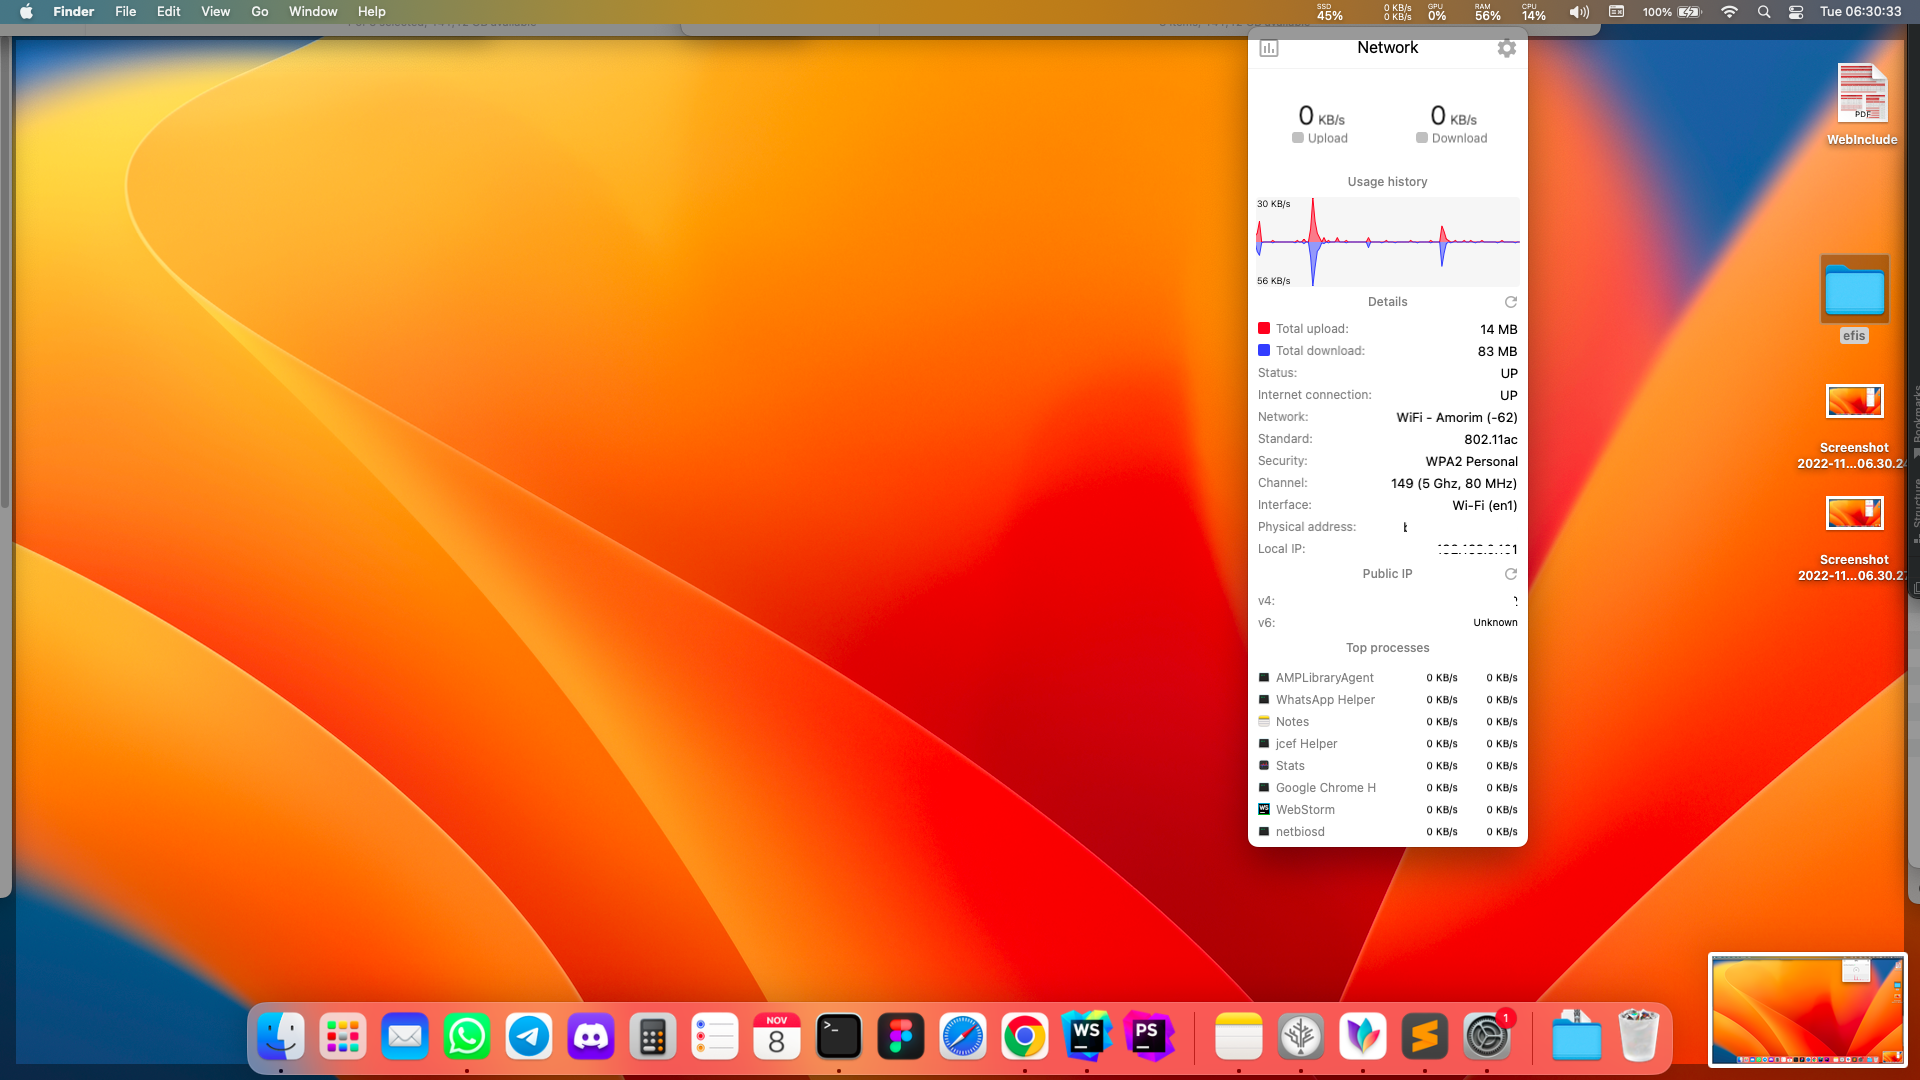 Finder File Edit View Go Window Help
SSD 45%
0 KB/s
0 KB/s
GPU 0%
RAM 56%
CPU 14%
100%
Tue 06:30:33
Network
0 KB/s
Upload
0 KB/s
Download
Usage history
30 KB/s
56 KB/s
Details
Total upload: 14 MB
Total download: 83 MB
Status: UP
Internet connection: UP
Network: WiFi - Amorim (-62)
Standard: 802.11ac
Security: WPA2 Personal
Channel: 149 (5 Ghz, 80 MHz)
Interface: Wi-Fi (en1)
Physical address:
Local IP:
Public IP
v4:
v6: Unknown
Top processes
AMPLibraryAgent 0 KB/s 0 KB/s
WhatsApp Helper 0 KB/s 0 KB/s
Notes 0 KB/s 0 KB/s
jcef Helper 0 KB/s 0 KB/s
Stats 0 KB/s 0 KB/s
Google Chrome H 0 KB/s 0 KB/s
WebStorm 0 KB/s 0 KB/s
netbiosd 0 KB/s 0 KB/s
PDF
WebInclude
efis
Screenshot
2022-11...06.30.24
Screenshot
2022-11...06.30.27
Bookmarks
Structure
NOV
8
>_
WS
PS
1